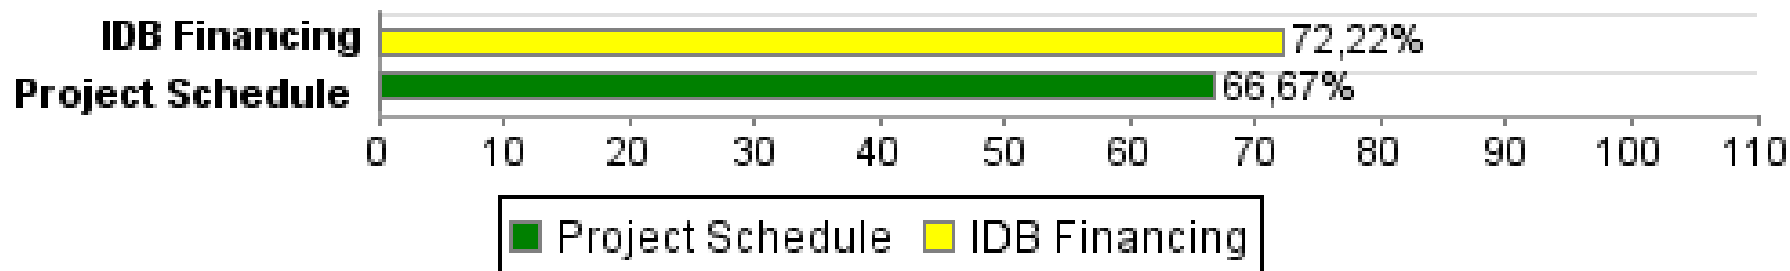 IDB Financing 72,22%
Project Schedule 66,67%
0 10 20 30 40 50 60 70 80 90 100 110
Project Schedule IDB Financing